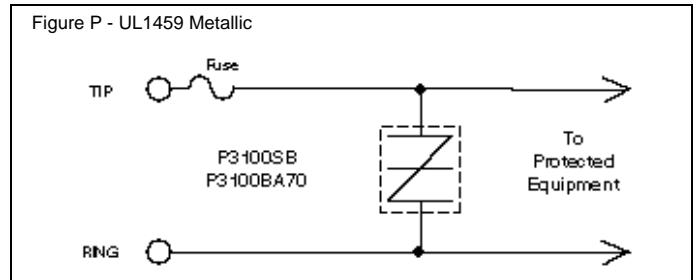 Figure P - UL1459 Metallic
Fuse
TIP
P3100SB
P3100BA70
To
Protected
Equipment
RING